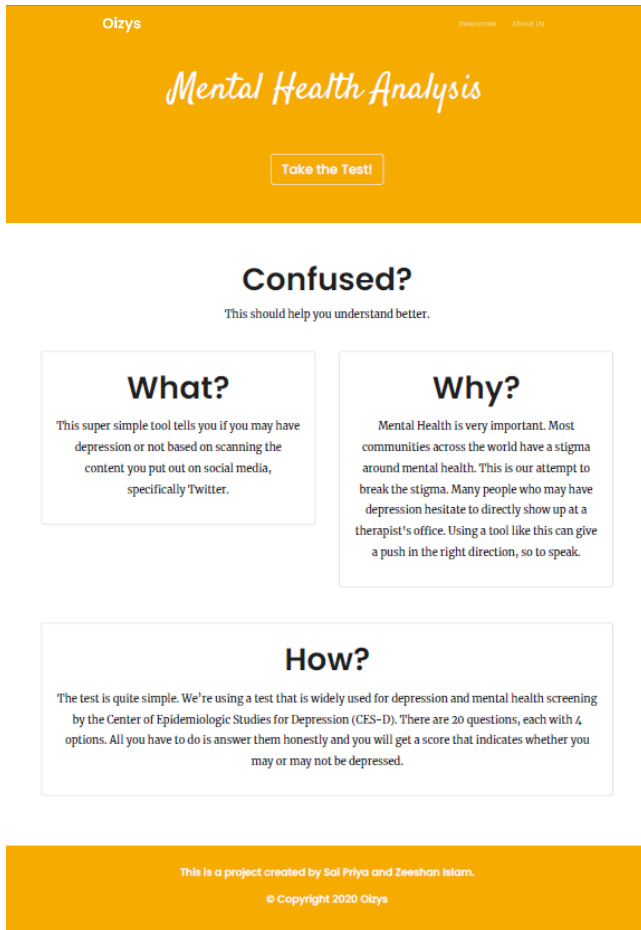 Oizys
Resources About Us
Mental Health Analysis
Take the Test!
Confused?
This should help you understand better.
What?
This super simple tool tells you if you may have
depression or not based on scanning the
content you put out on social media,
specifically Twitter.
Why?
Mental Health is very important. Most
communities across the world have a stigma
around mental health. This is our attempt to
break the stigma. Many people who may have
depression hesitate to directly show up at a
therapist's office. Using a tool like this can give
a push in the right direction, so to speak.
How?
The test is quite simple. We're using a test that is widely used for depression and mental health screening
by the Center of Epidemiologic Studies for Depression (CES-D). There are 20 questions, each with 4
options. All you have to do is answer them honestly and you will get a score that indicates whether you
may or may not be depressed.
This is a project created by Sai Priya and Zeeshan Islam.
© Copyright 2020 Oizys